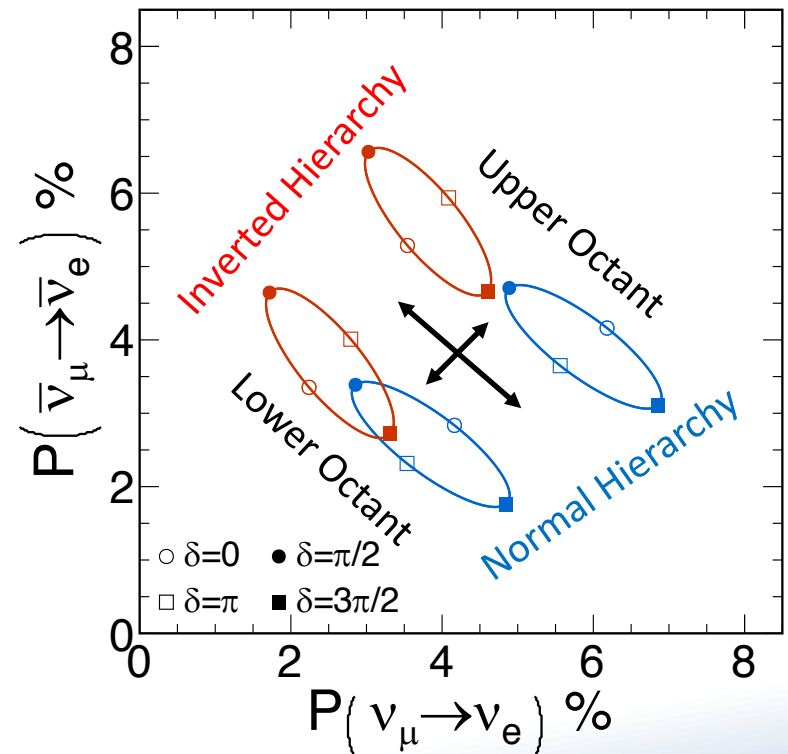 8
6
4
2
0
P(ν̄μ→ν̄e) %
Inverted Hierarchy
Upper Octant
Lower Octant
Normal Hierarchy
δ=0 δ=π/2
δ=π δ=3π/2
0 2 4 6 8
P(νμ→νe) %